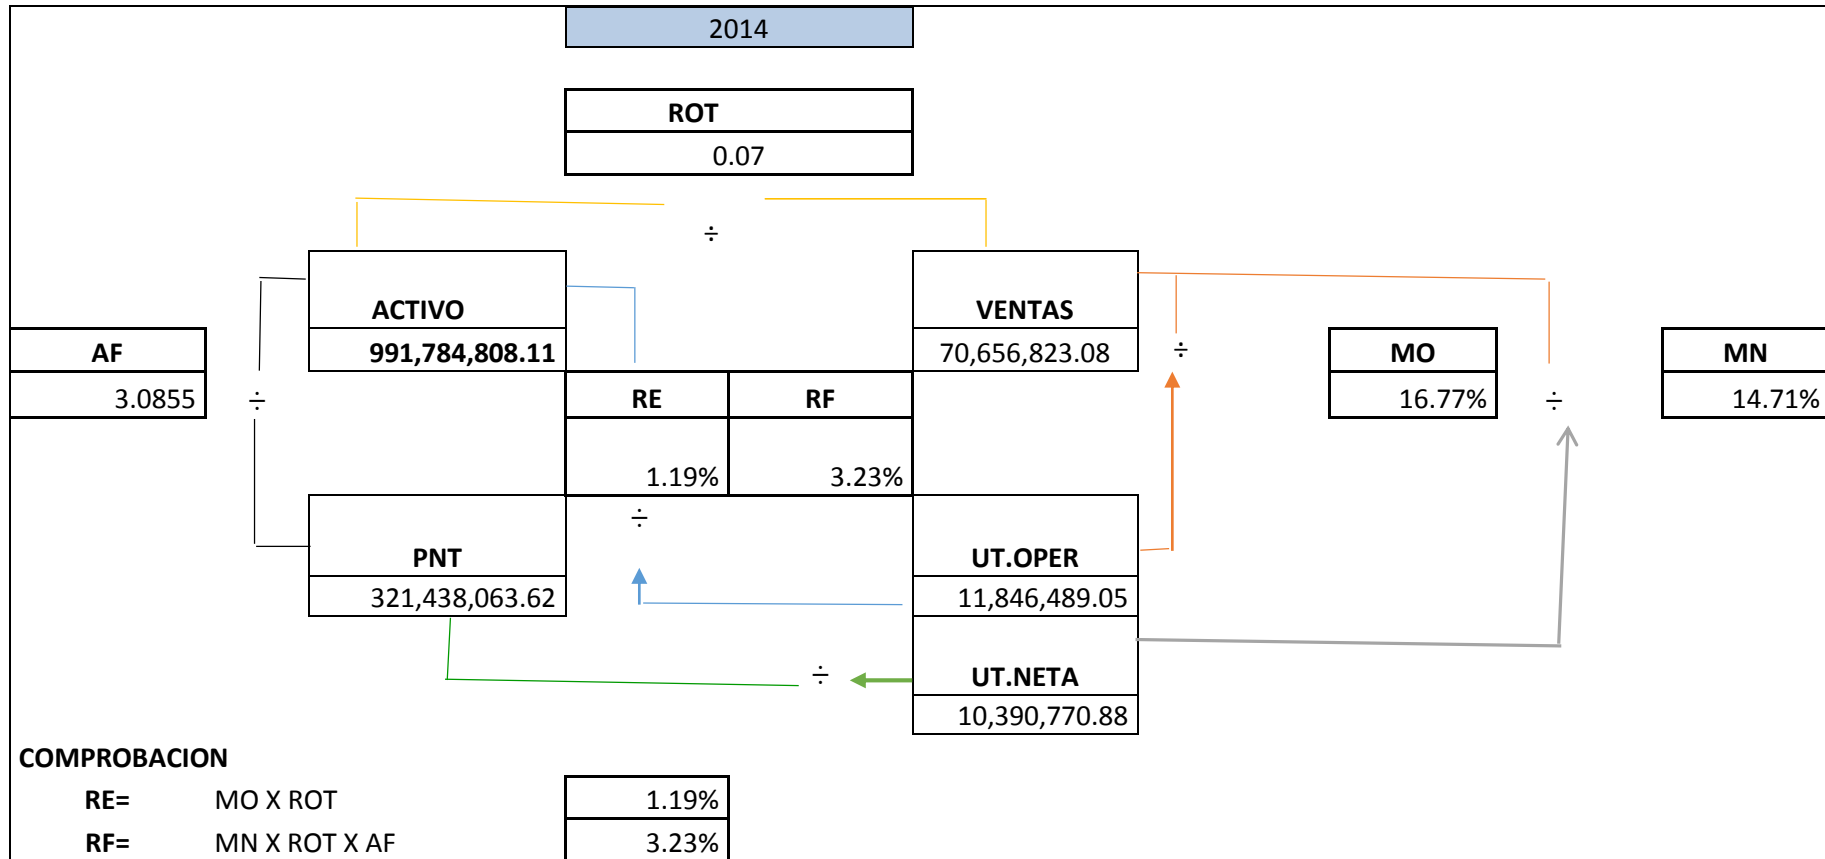 2014
ROT
0.07
÷
ACTIVO VENTAS
991,784,808.11 70,656,823.08 ÷
AF MO MN
3.0855 ÷ 16.77% ÷ 14.71%
RE RF
1.19% 3.23%
÷
PNT UT.OPER
321,438,063.62 11,846,489.05
÷ UT.NETA
10,390,770.88
COMPROBACION
RE= MO X ROT 1.19%
RF= MN X ROT X AF 3.23%